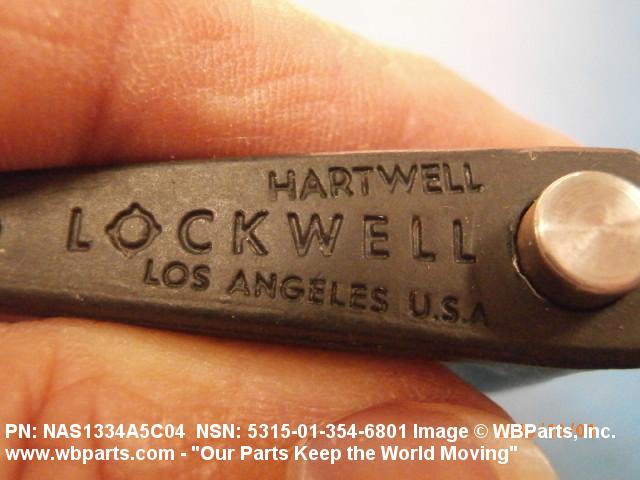 HARTWELL
LOCKWELL
LOS ANGELES U.S.A
PN: NAS1334A5C04 NSN: 5315-01-354-6801 Image © WBParts, Inc.
www.wbparts.com - "Our Parts Keep the World Moving"